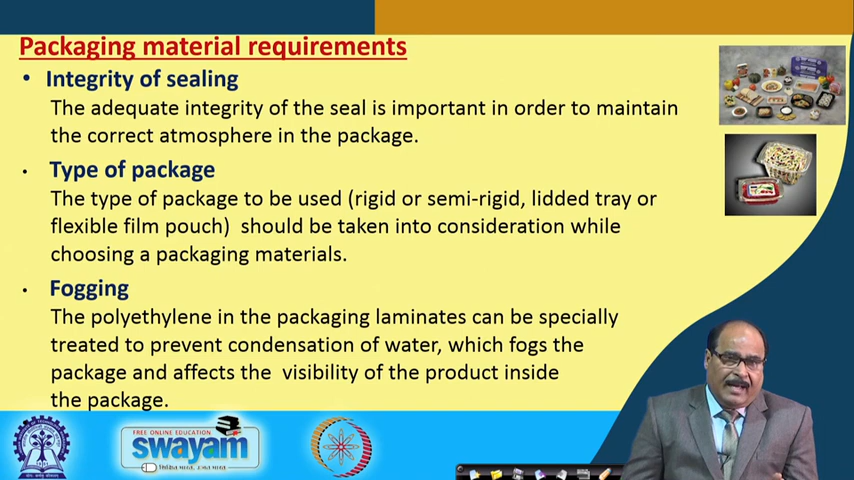 Packaging material requirements
• Integrity of sealing
The adequate integrity of the seal is important in order to maintain
the correct atmosphere in the package.
• Type of package
The type of package to be used (rigid or semi-rigid, lidded tray or
flexible film pouch) should be taken into consideration while
choosing a packaging materials.
• Fogging
The polyethylene in the packaging laminates can be specially
treated to prevent condensation of water, which fogs the
package and affects the visibility of the product inside
the package.
FREE ONLINE EDUCATION
swayam